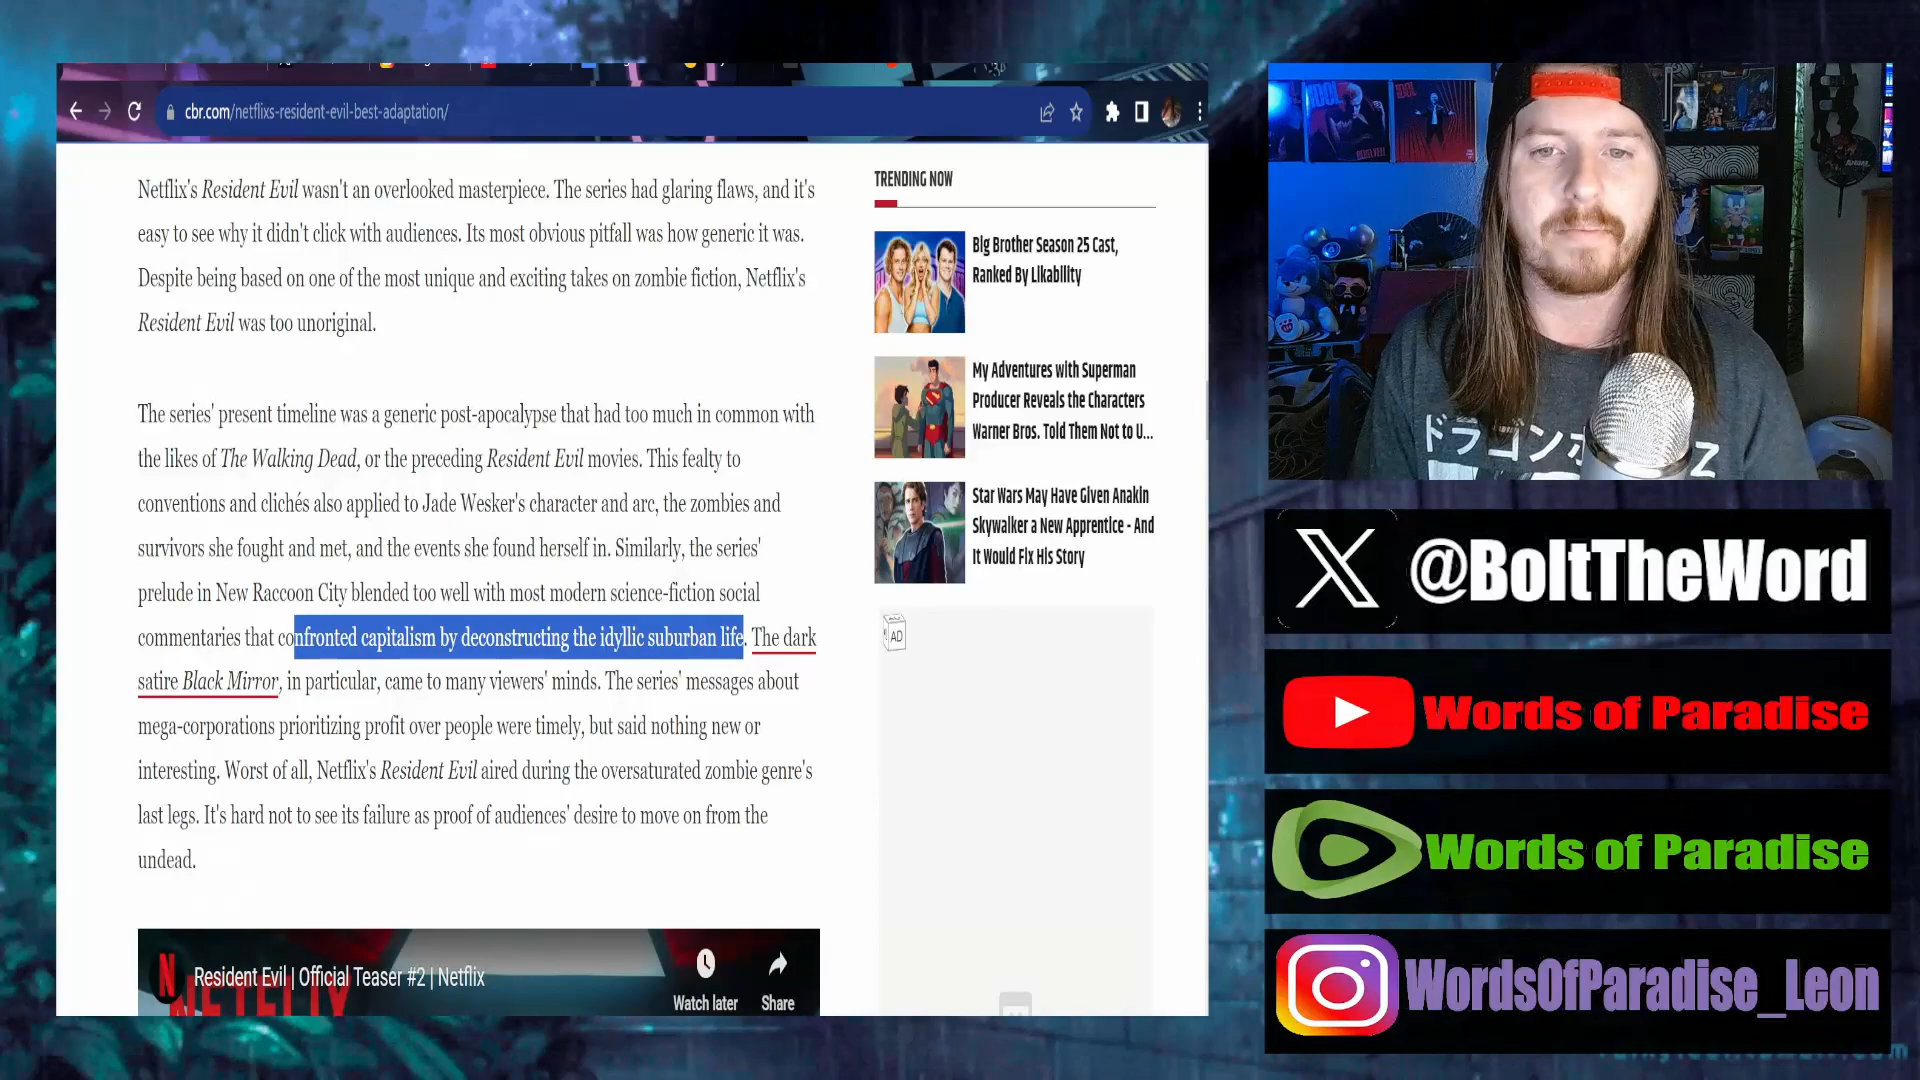 cbr.com/netflixs-resident-evil-best-adaptation/
Netflix's Resident Evil wasn't an overlooked masterpiece. The series had glaring flaws, and it's
easy to see why it didn't click with audiences. Its most obvious pitfall was how generic it was.
Despite being based on one of the most unique and exciting takes on zombie fiction, Netflix's
Resident Evil was too unoriginal.
The series' present timeline was a generic post-apocalypse that had too much in common with
the likes of The Walking Dead, or the preceding Resident Evil movies. This fealty to
conventions and clichés also applied to Jade Wesker's character and arc, the zombies and
survivors she fought and met, and the events she found herself in. Similarly, the series'
prelude in New Raccoon City blended too well with most modern science-fiction social
commentaries that confronted capitalism by deconstructing the idyllic suburban life. The dark
satire Black Mirror, in particular, came to many viewers' minds. The series' messages about
mega-corporations prioritizing profit over people were timely, but said nothing new or
interesting. Worst of all, Netflix's Resident Evil aired during the oversaturated zombie genre's
last legs. It's hard not to see its failure as proof of audiences' desire to move on from the
undead.
Resident Evil | Official Teaser #2 | Netflix
Watch later
Share
NETFLIX
TRENDING NOW
Big Brother Season 25 Cast,
Ranked By Likability
My Adventures with Superman
Producer Reveals the Characters
Warner Bros. Told Them Not to U...
Star Wars May Have Given Anakin
Skywalker a New Apprentice - And
It Would Fix His Story
AD
IDOL
IDOL
ドラゴンボ
Z
@BoltTheWord
Words of Paradise
Words of Paradise
WordsOfParadise_Leon